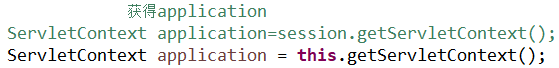 获得application
ServletContext application=session.getServletContext();
ServletContext application = this.getServletContext();